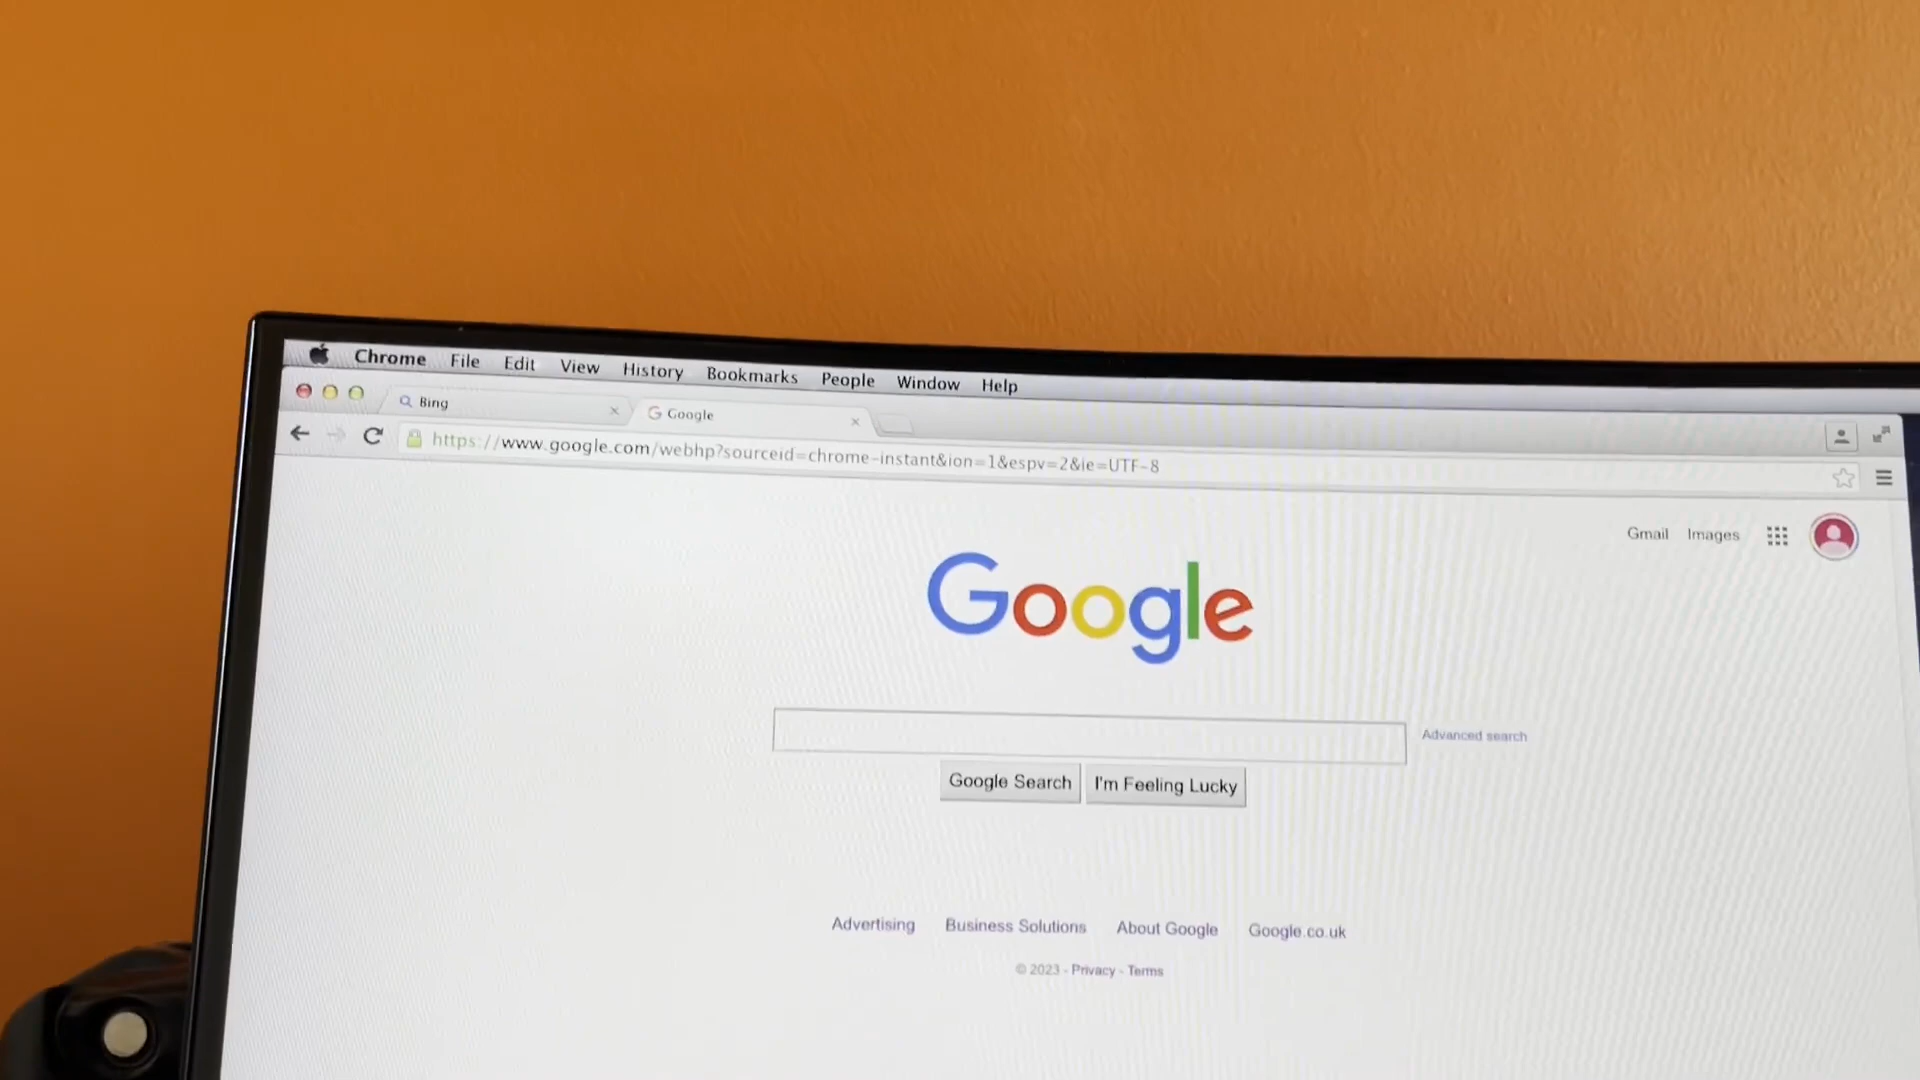 Chrome File Edit View History Bookmarks People Window Help
Bing Google
https://www.google.com/webhp?sourceid=chrome-instant&ion=1&espv=2&ie=UTF-8
Gmail Images
Google
Advanced search
Google Search I'm Feeling Lucky
Advertising Business Solutions About Google Google.co.uk
© 2023 - Privacy - Terms